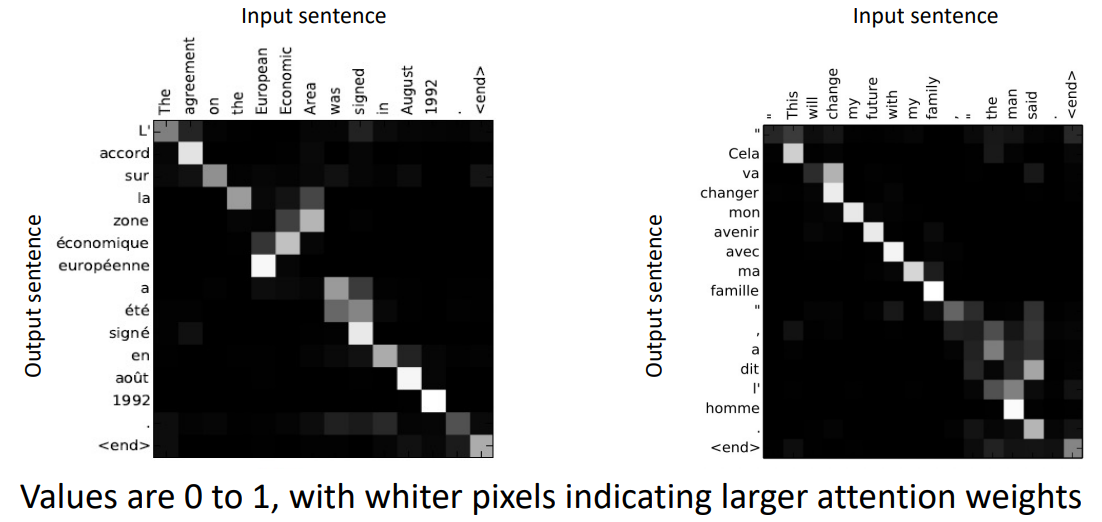 Input sentence
The
agreement
on
the
European
Economic
Area
was
signed
in
August
1992
.
<end>
Output sentence
L'
accord
sur
la
zone
économique
européenne
a
été
signé
en
août
1992
.
<end>
Input sentence
"
This
will
change
my
future
with
my
family
,
"
the
man
said
.
<end>
Output sentence
"
Cela
va
changer
mon
avenir
avec
ma
famille
"
,
a
dit
l'
homme
.
<end>
Values are 0 to 1, with whiter pixels indicating larger attention weights